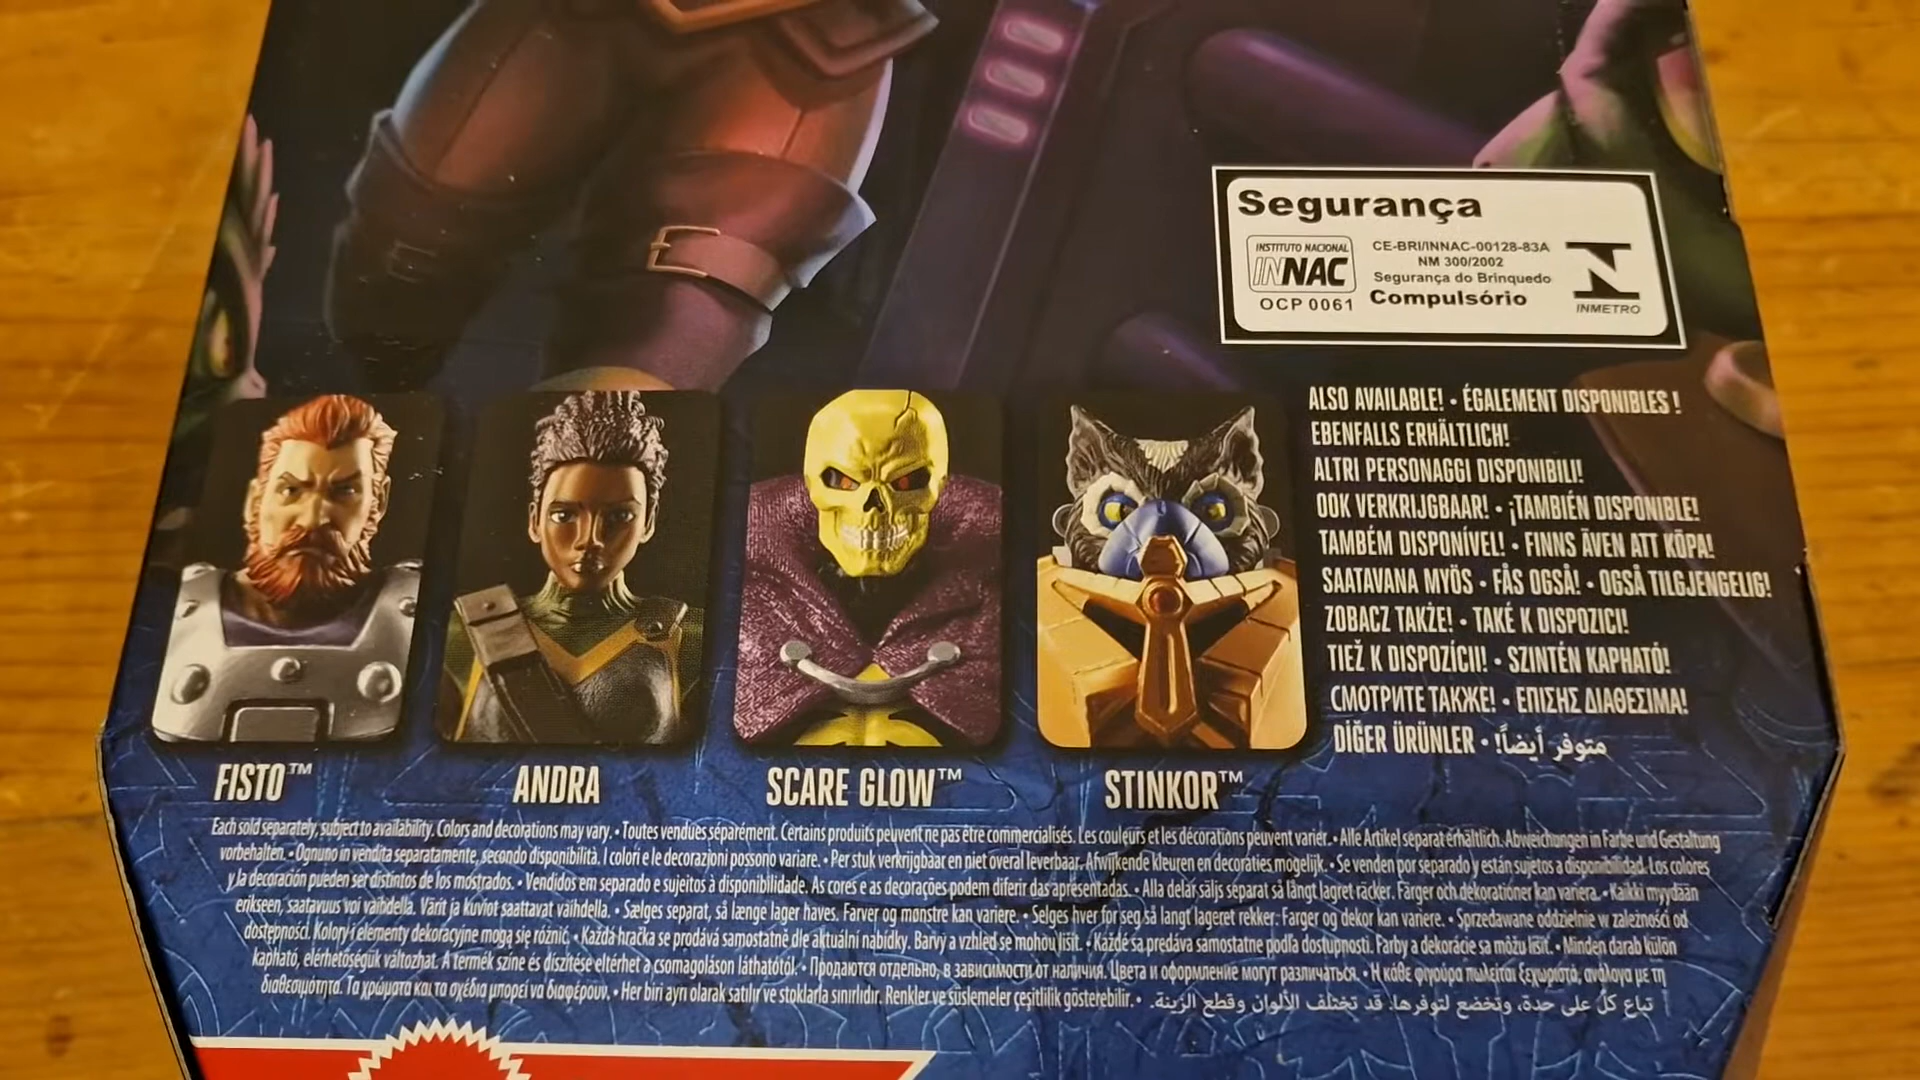 Segurança
INSTITUTO NACIONAL
INNAC
OCP 0061
CE-BRI/INNAC-00128-83A
NM 300/2002
Segurança do Brinquedo
Compulsório
INMETRO
ALSO AVAILABLE! • ÉGALEMENT DISPONIBLES !
EBENFALLS ERHÄLTLICH!
ALTRI PERSONAGGI DISPONIBILI!
OOK VERKRIJGBAAR! • ¡TAMBIÉN DISPONIBLE!
TAMBÉM DISPONÍVEL! • FINNS ÄVEN ATT KÖPA!
SAATAVANA MYÖS • FÅS OGSÅ! • OGSÅ TILGJENGELIG!
ZOBACZ TAKŻE! • TAKÉ K DISPOZICI!
TIEŽ K DISPOZÍCII! • SZINTÉN KAPHATÓ!
СМОТРИТЕ ТАКЖЕ! • ΕΠΙΣΗΣ ΔΙΑΘΕΣΙΜΑ!
DİĞER ÜRÜNLER • متوفر أيضاً!
FISTO™
ANDRA
SCARE GLOW™
STINKOR™
Each sold separately, subject to availability. Colors and decorations may vary. • Toutes vendues séparément. Certains produits peuvent ne pas être commercialisés. Les couleurs et les décorations peuvent varier. • Alle Artikel separat erhältlich. Abweichungen in Farbe und Gestaltung
vorbehalten. • Ognuno in vendita separatamente, secondo disponibilità. I colori e le decorazioni possono variare. • Per stuk verkrijgbaar en niet overal leverbaar. Afwijkende kleuren en decoraties mogelijk. • Se venden por separado y están sujetos a disponibilidad. Los colores
y la decoración pueden ser distintos de los mostrados. • Vendidos em separado e sujeitos à disponibilidade. As cores e as decorações podem diferir das apresentadas. • Alla delar säljs separat så långt lagret räcker. Färger och dekorationer kan variera. • Kaikki myydään
erikseen, saatavuus voi vaihdella. Värit ja kuviot saattavat vaihdella. • Sælges separat, så længe lager haves. Farver og mønstre kan variere. • Selges hver for seg så langt lageret rekker. Farger og dekor kan variere. • Sprzedawane oddzielnie w zależności od
dostępności. Kolory i elementy dekoracyjne mogą się różnić. • Každá hračka se prodává samostatně dle aktuální nabídky. Barvy a vzhled se mohou lišit. • Každé sa predáva samostatne podľa dostupnosti. Farby a dekorácie sa môžu líšiť. • Minden darab külön
kapható, elérhetőségük változhat. A termék színe és díszítése eltérhet a csomagoláson láthatótól. • Продаются отдельно, в зависимости от наличия. Цвета и оформление могут различаться. • Η κάθε φιγούρα πωλείται ξεχωριστά, ανάλογα με τη
διαθεσιμότητα. Τα χρώματα και τα σχέδια μπορεί να διαφέρουν. • Her biri ayrı olarak satılır ve stoklarla sınırlıdır. Renkler ve süslemeler çeşitlilik gösterebilir. • تباع كل على حدة، وتخضع لتوفرها. قد تختلف الألوان وقطع الزينة.